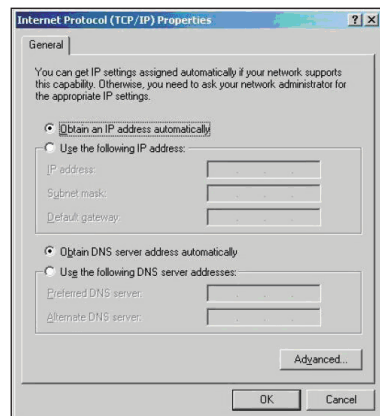 Internet Protocol (TCP/IP) Properties
General
You can get IP settings assigned automatically if your network supports
this capability. Otherwise, you need to ask your network administrator for
the appropriate IP settings.
Obtain an IP address automatically
Use the following IP address:
IP address:
Subnet mask:
Default gateway:
Obtain DNS server address automatically
Use the following DNS server addresses:
Preferred DNS server:
Alternate DNS server:
Advanced...
OK Cancel